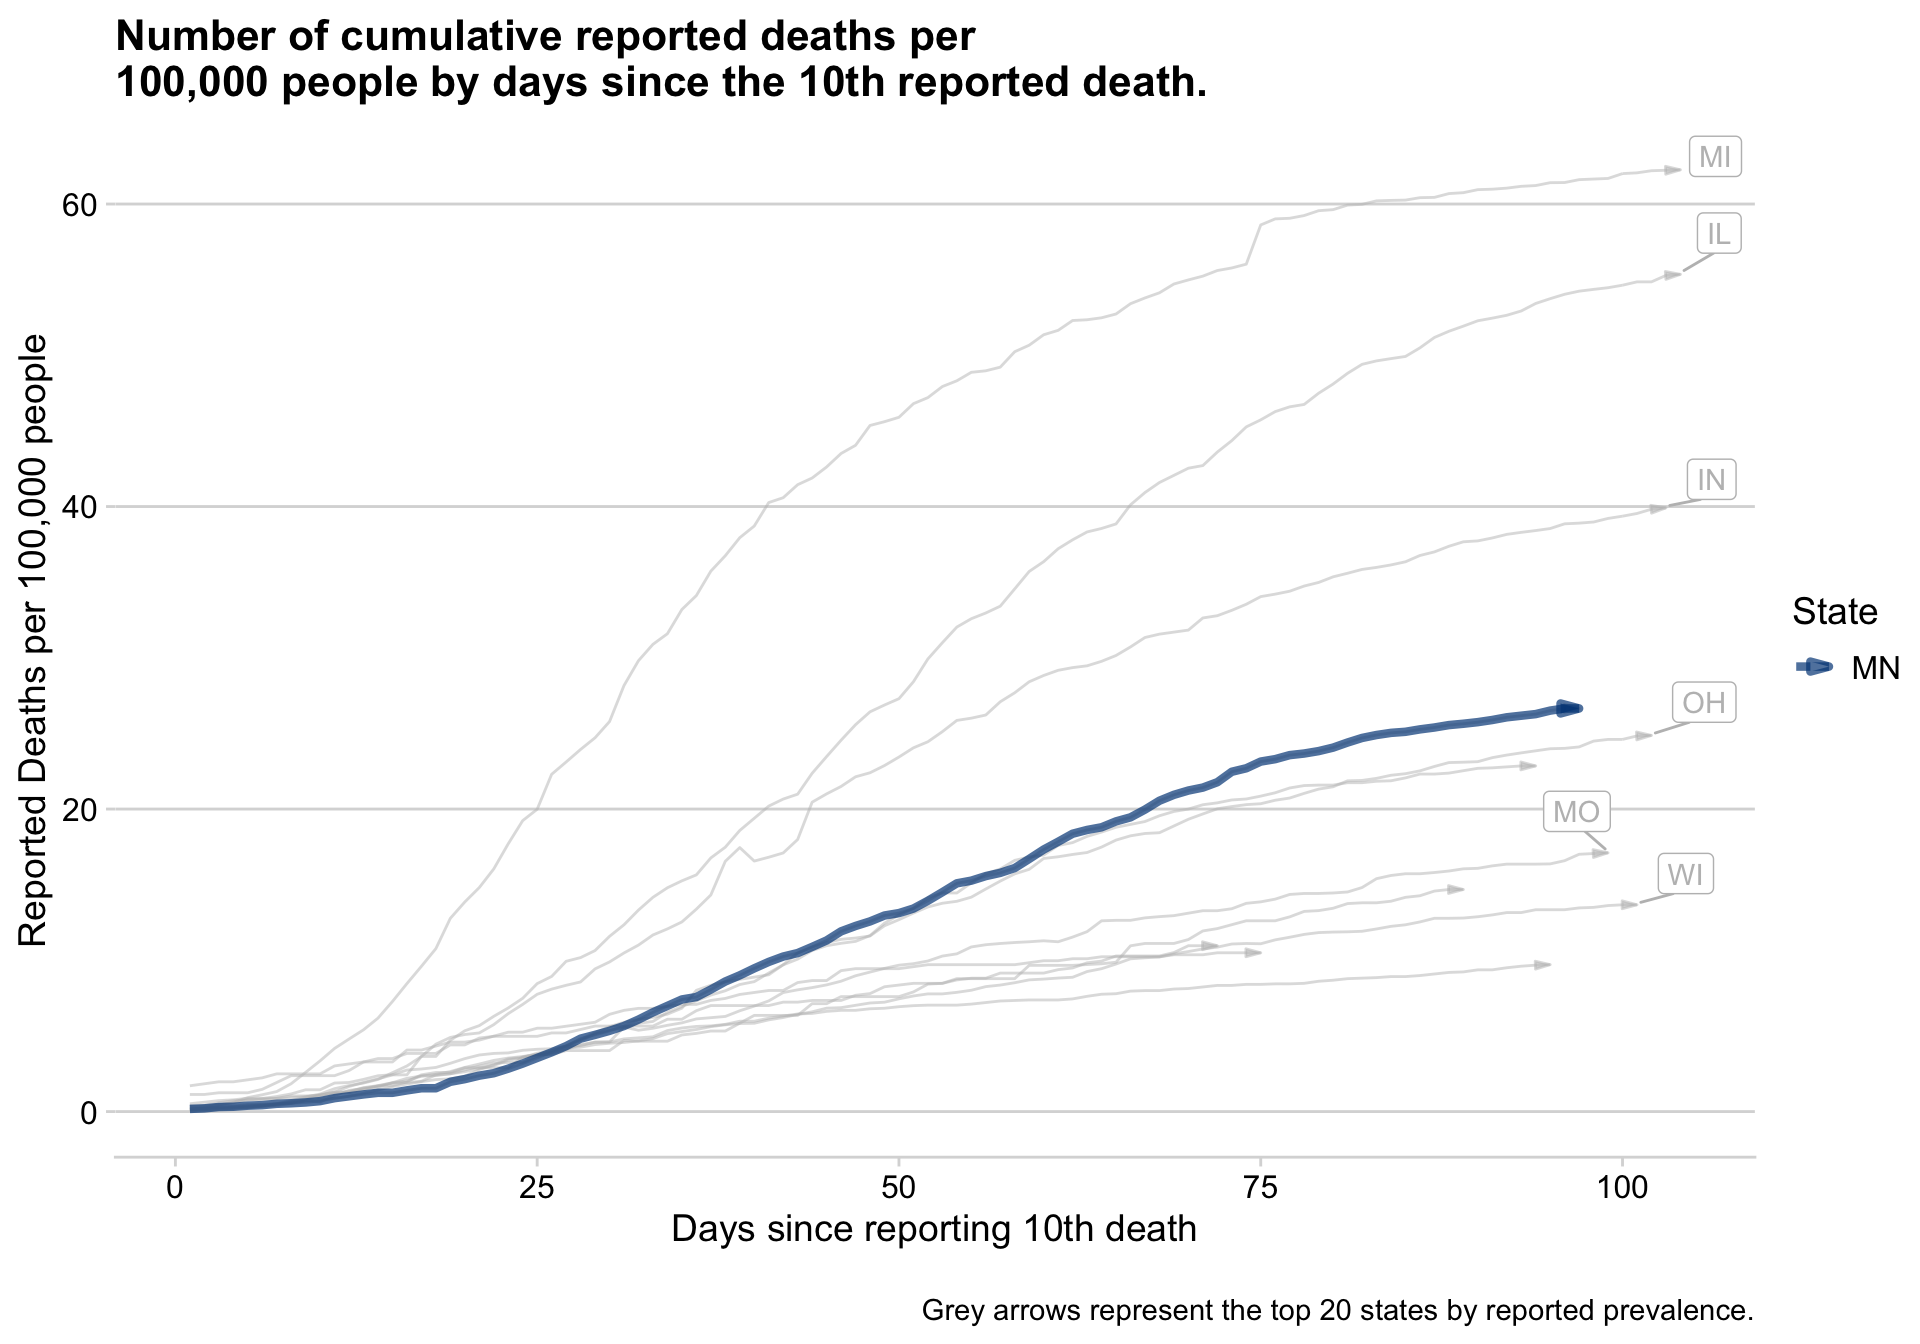 Number of cumulative reported deaths per
100,000 people by days since the 10th reported death.
Reported Deaths per 100,000 people
60
40
20
0
MI
IL
IN
OH
MO
WI
State
MN
0 25 50 75 100
Days since reporting 10th death
Grey arrows represent the top 20 states by reported prevalence.